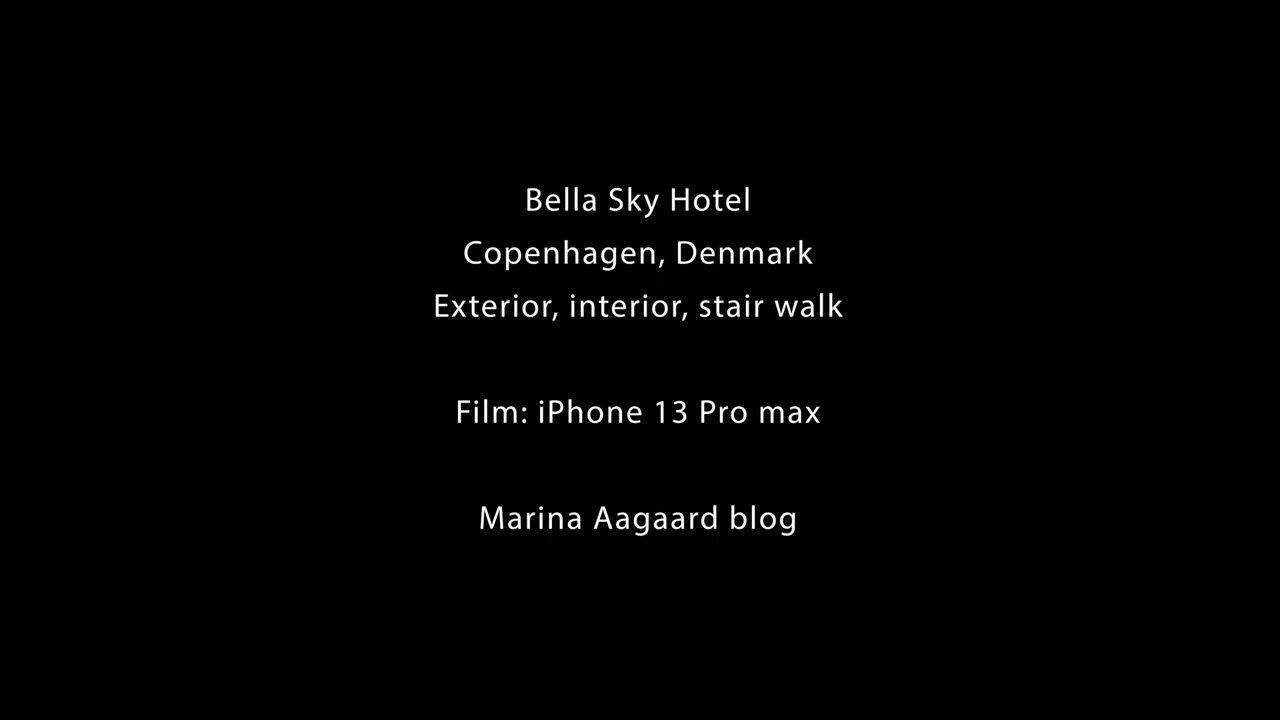 Bella Sky Hotel
Copenhagen, Denmark
Exterior, interior, stair walk
Film: iPhone 13 Pro max
Marina Aagaard blog